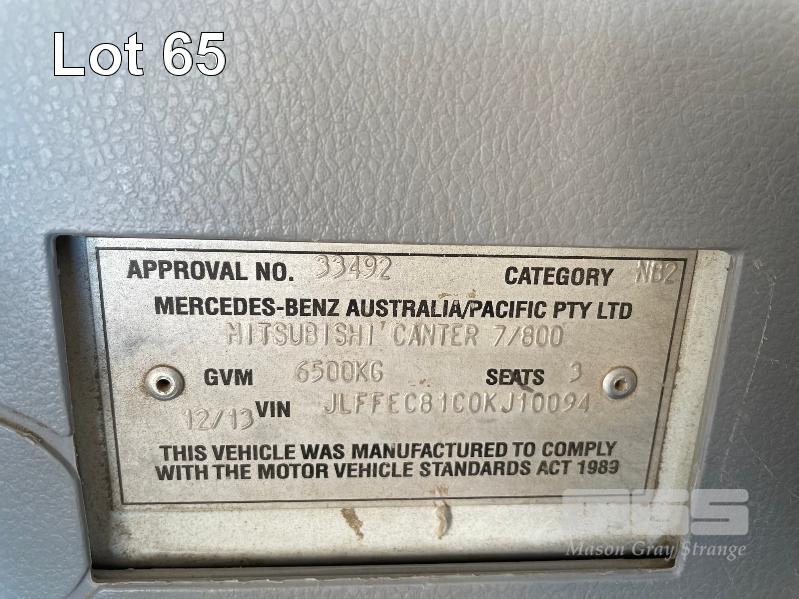 Lot 65
APPROVAL NO. 33492 CATEGORY NB2
MERCEDES-BENZ AUSTRALIA/PACIFIC PTY LTD
MITSUBISHI CANTER 7/800
GVM 6500KG SEATS 3
12/13 VIN JLFFEC81C0KJ10094
THIS VEHICLE WAS MANUFACTURED TO COMPLY
WITH THE MOTOR VEHICLE STANDARDS ACT 1989
Mason Gray Strange